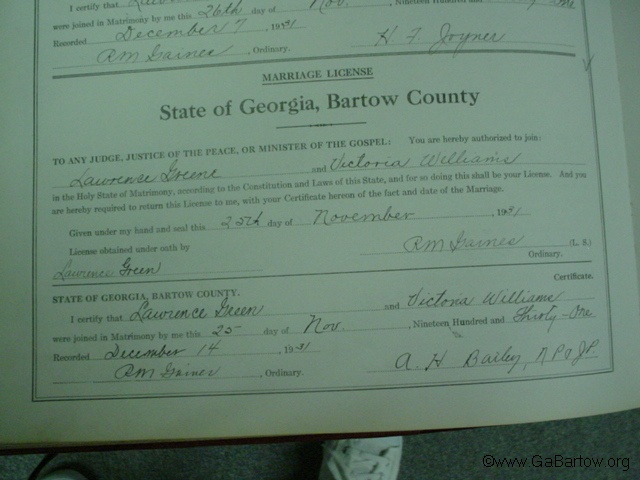 I certify that
were joined in Matrimony by me this 26th day of Nov. , Nineteen Hundred and
Recorded December 7 , 1931
RM Gaines , Ordinary. H F Joyner
MARRIAGE LICENSE
State of Georgia, Bartow County
TO ANY JUDGE, JUSTICE OF THE PEACE, OR MINISTER OF THE GOSPEL: You are hereby authorized to join:
Lawrence Greene and Victoria Williams
in the Holy State of Matrimony, according to the Constitution and Laws of this State, and for so doing this shall be your License. And you
are hereby required to return this License to me, with your Certificate hereon of the fact and date of the Marriage.
Given under my hand and seal this 25th day of November , 1931
License obtained under oath by RM Gaines (L. S.)
Lawrence Green Ordinary.
Certificate.
STATE OF GEORGIA, BARTOW COUNTY.
I certify that Lawrence Green and Victoria Williams
were joined in Matrimony by me this 25 day of Nov. , Nineteen Hundred and Thirty-One
Recorded December 14 , 1931
RM Gaines , Ordinary. A. H Bailey, N P & J P.
©www.GaBartow.org